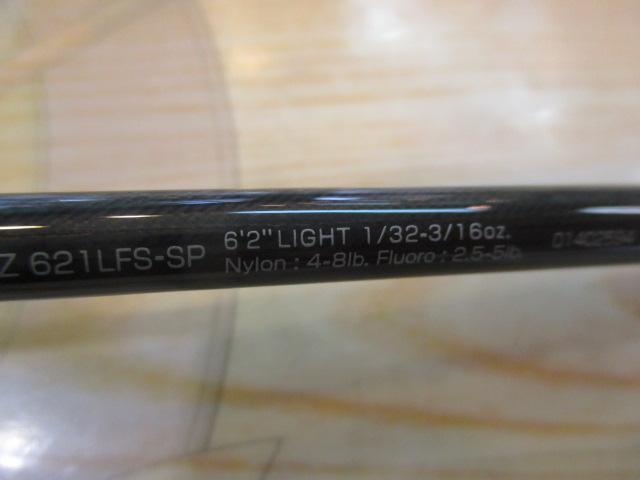 Z 621LFS-SP 6'2" LIGHT 1/32-3/16oz.
Nylon : 4-8lb. Fluoro : 2.5-5lb.